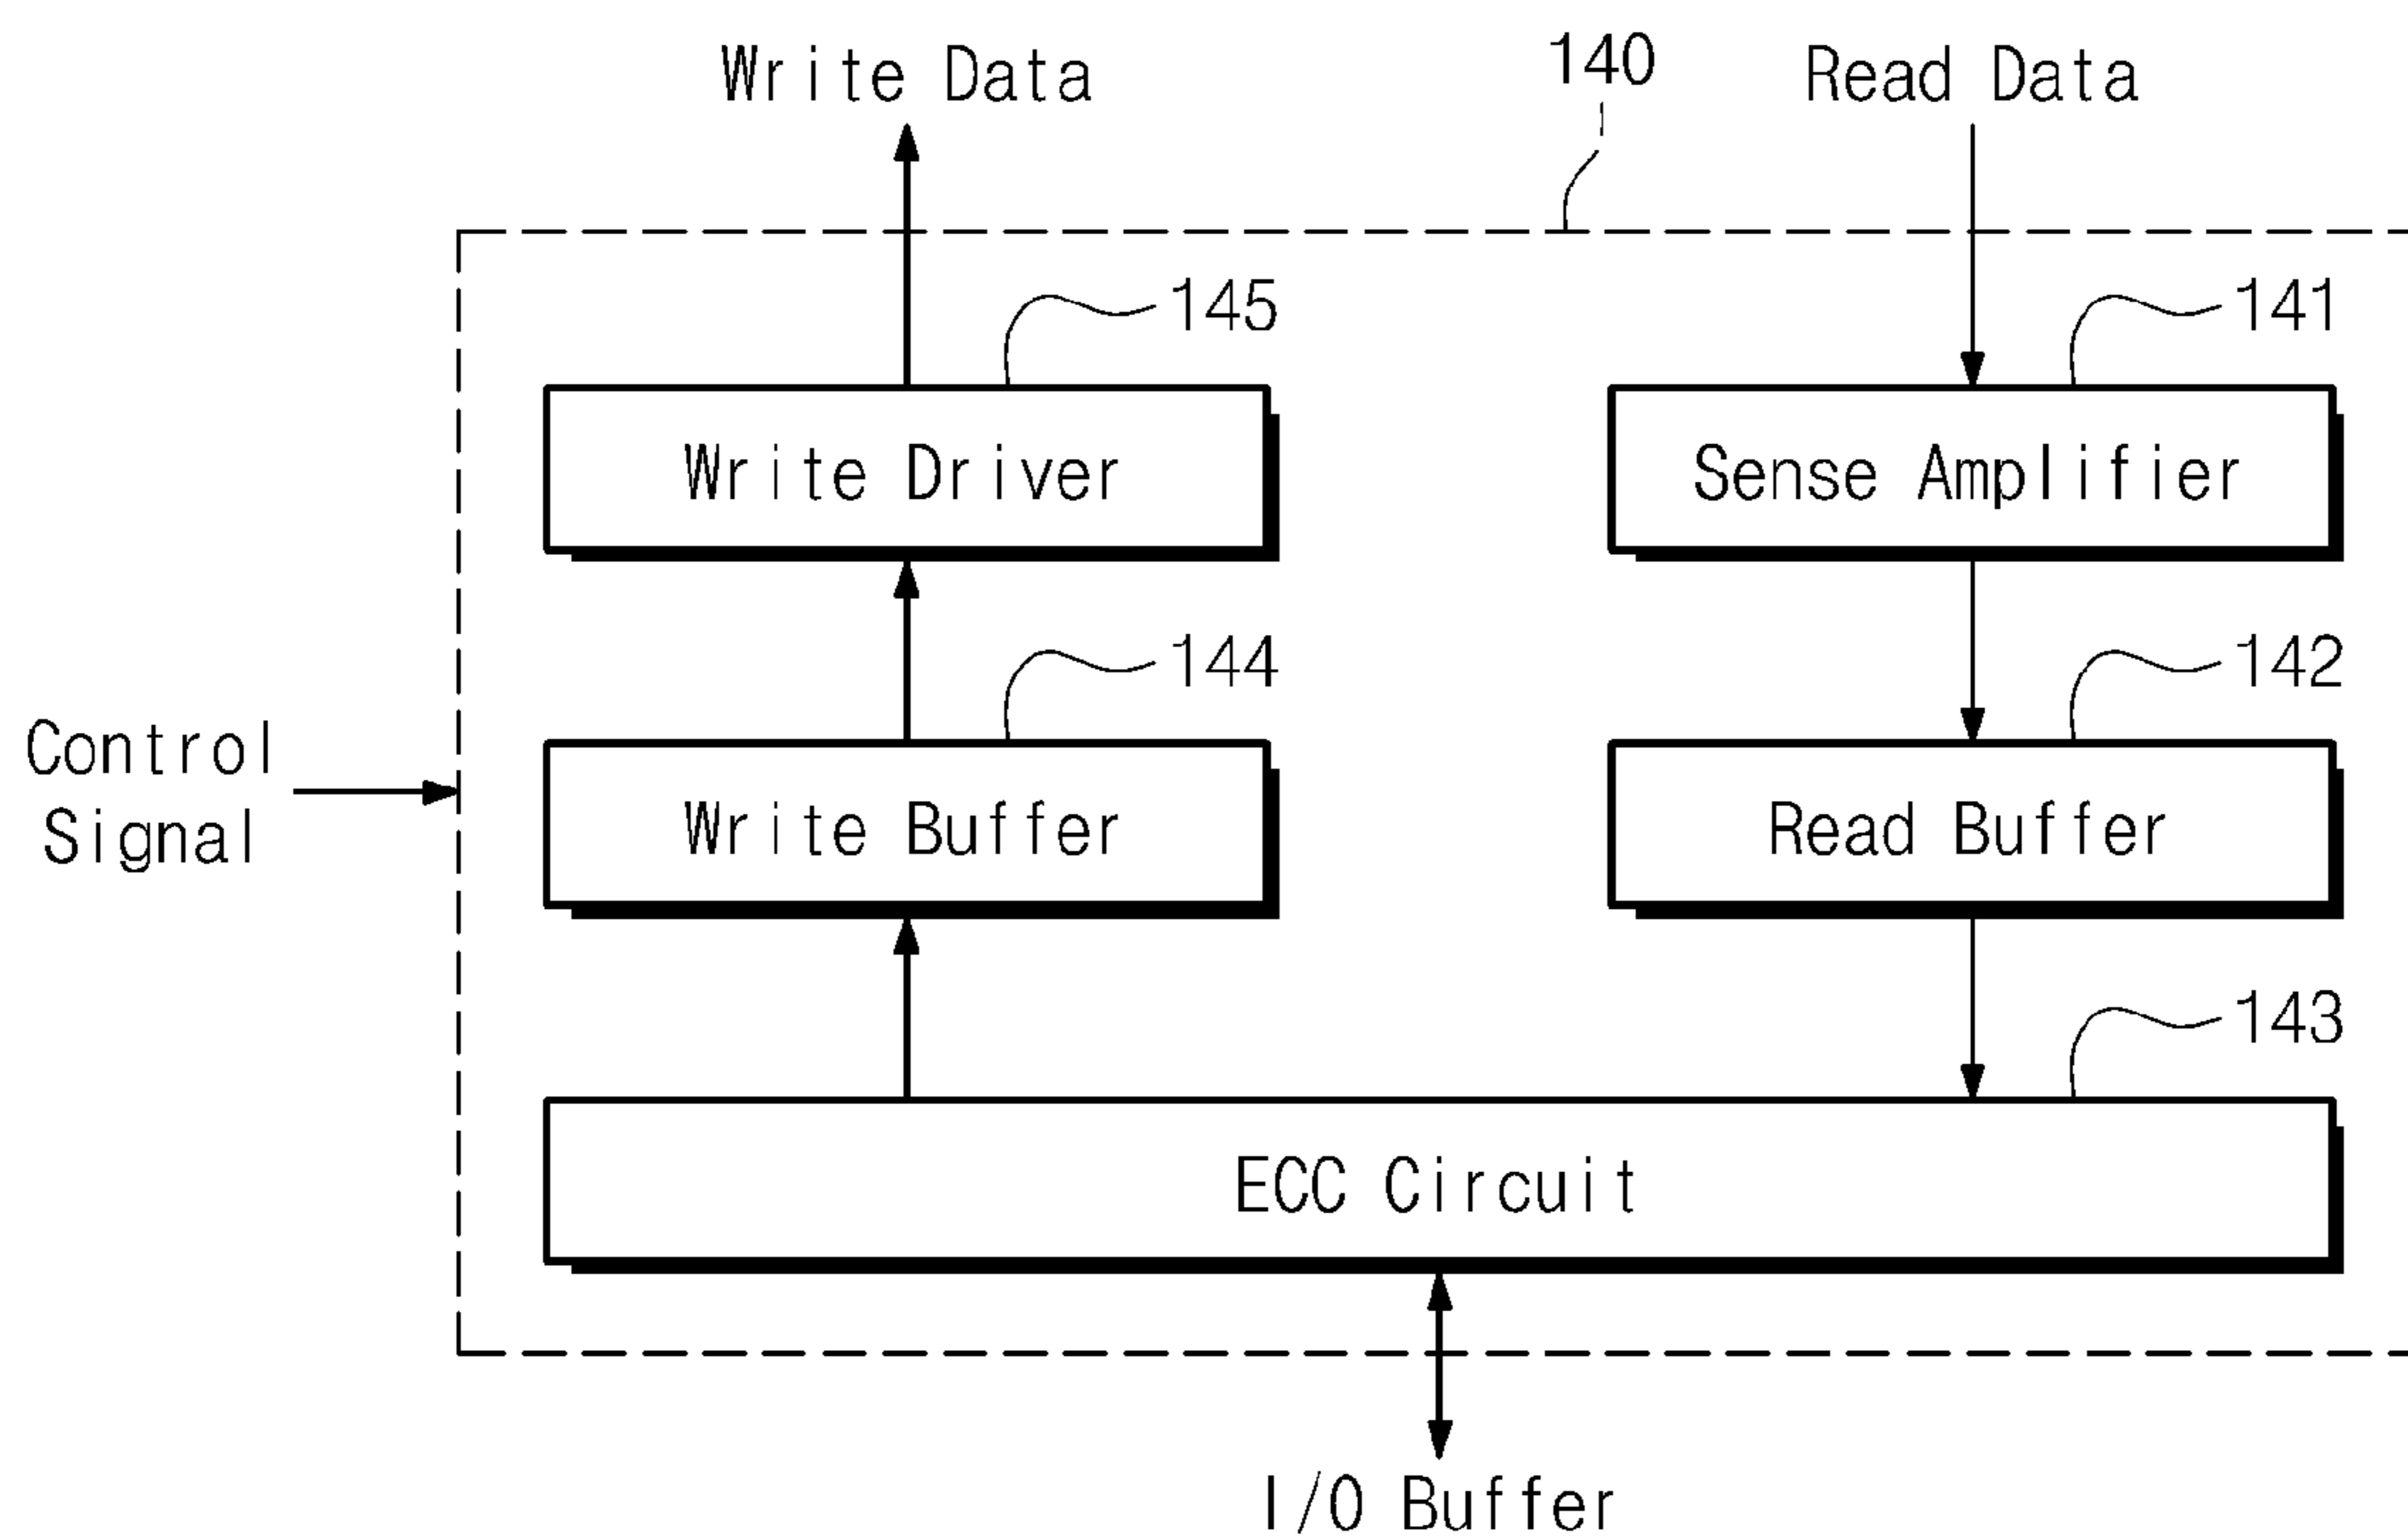 Write Data
140
Read Data
145
141
Write Driver
Sense Amplifier
144
142
Control
Signal
Write Buffer
Read Buffer
143
ECC Circuit
I/O Buffer